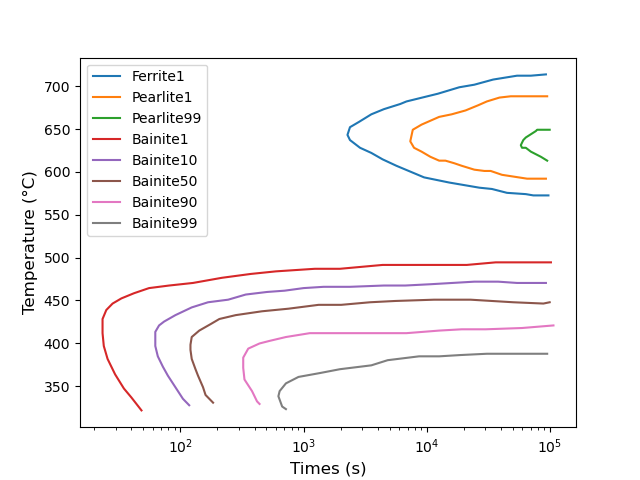 Ferrite1
Pearlite1
Pearlite99
Bainite1
Bainite10
Bainite50
Bainite90
Bainite99
Temperature (°C)
700
650
600
550
500
450
400
350
10²
10³
10⁴
10⁵
Times (s)